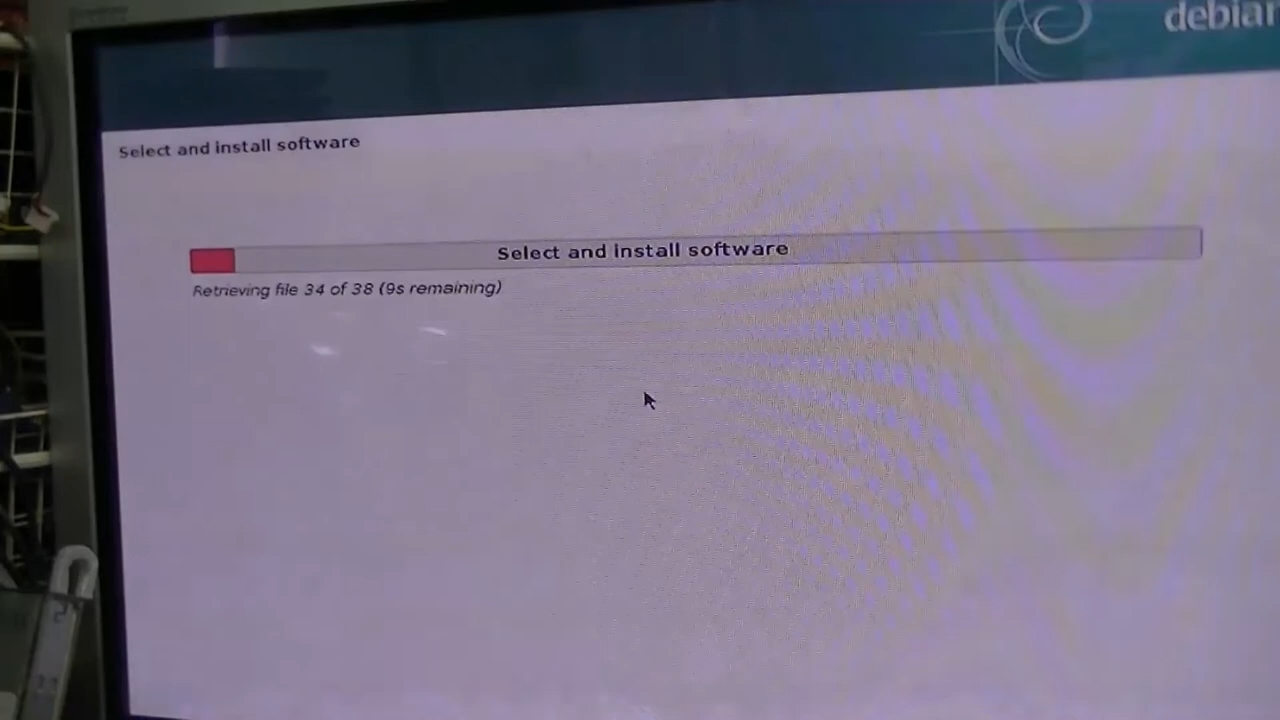 debian
Select and install software
Select and install software
Retrieving file 34 of 38 (9s remaining)